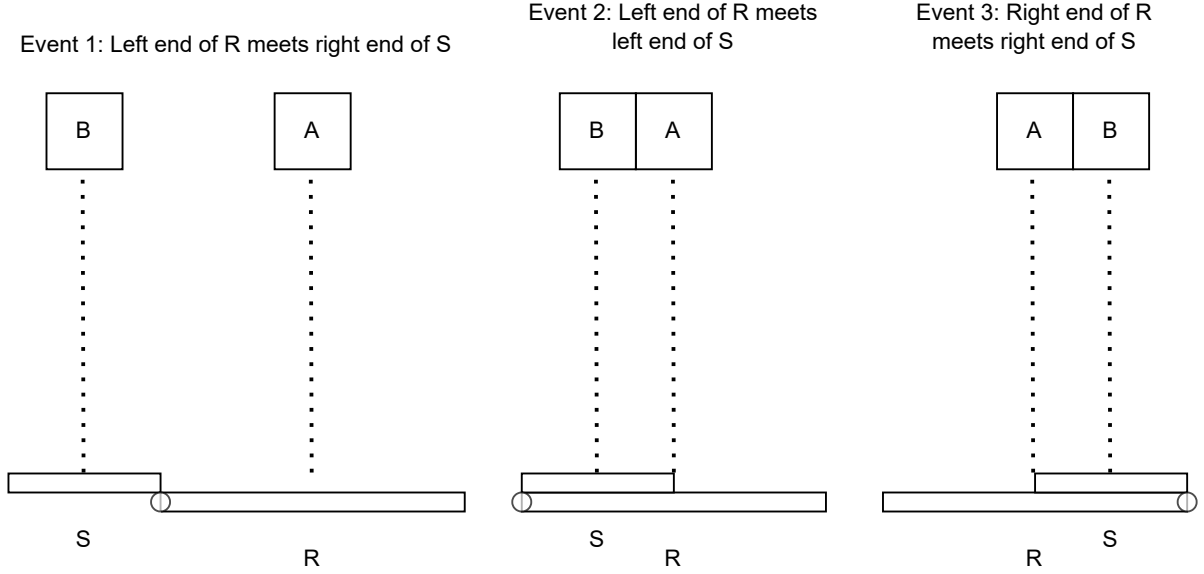 Event 1: Left end of R meets right end of S
B
A
S
R
Event 2: Left end of R meets
left end of S
B
A
S
R
Event 3: Right end of R
meets right end of S
A
B
R
S